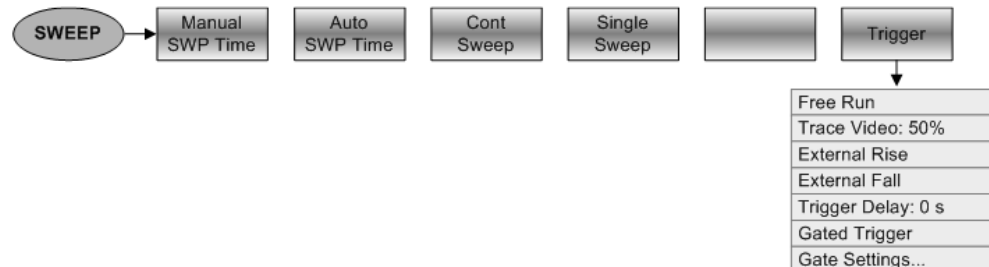 SWEEP
Manual
SWP Time
Auto
SWP Time
Cont
Sweep
Single
Sweep
Trigger
Free Run
Trace Video: 50%
External Rise
External Fall
Trigger Delay: 0 s
Gated Trigger
Gate Settings...